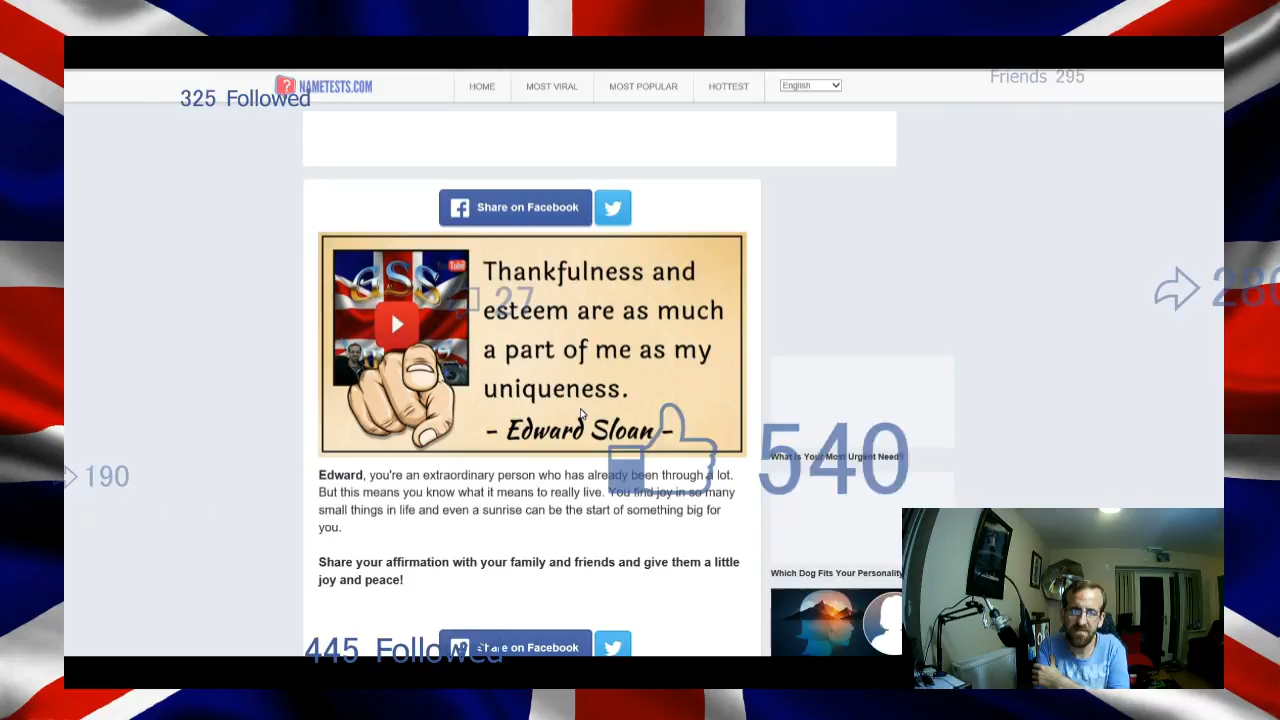 NAMETESTS.COM
HOME
MOST VIRAL
MOST POPULAR
HOTTEST
English
Friends 295
325 Followed
Share on Facebook
GSS
You Tube
27
Thankfulness and
esteem are as much
a part of me as my
uniqueness.
- Edward Sloan -
280
540
190
What Is Your Most Urgent Need?
Edward, you're an extraordinary person who has already been through a lot.
But this means you know what it means to really live. You find joy in so many
small things in life and even a sunrise can be the start of something big for
you.
Share your affirmation with your family and friends and give them a little
joy and peace!
Which Dog Fits Your Personality
445 Followed
Share on Facebook